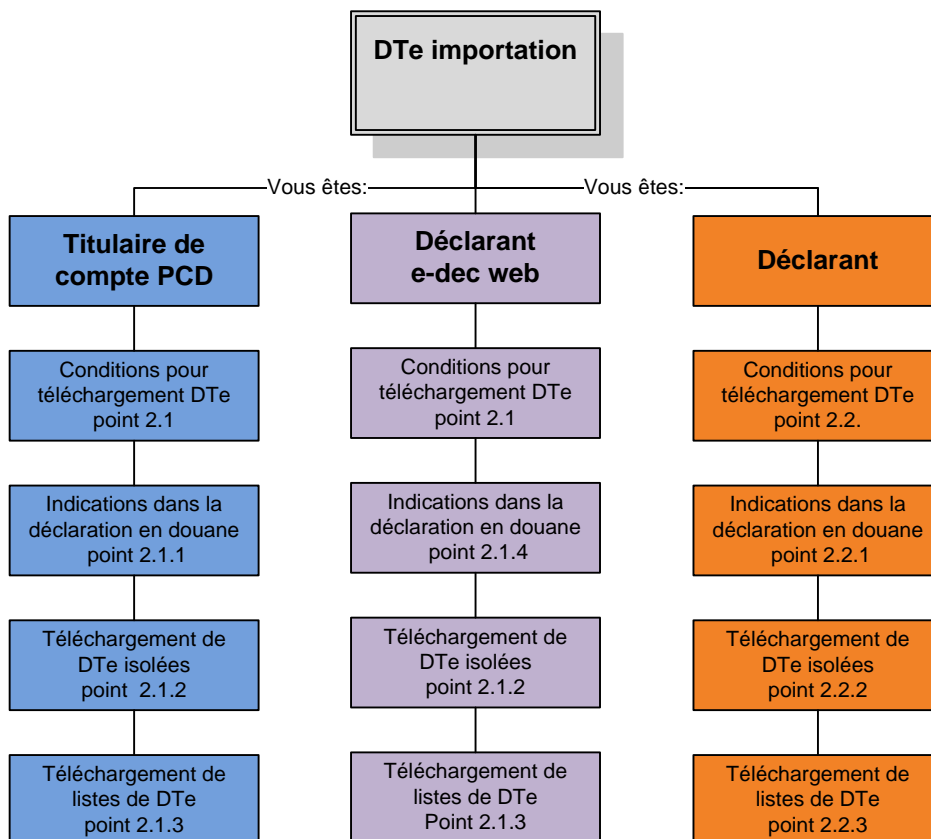 DTe importation
Vous êtes:
Vous êtes:
Titulaire de
compte PCD
Déclarant
e-dec web
Déclarant
Conditions pour
téléchargement DTe
point 2.1
Conditions pour
téléchargement DTe
point 2.1
Conditions pour
téléchargement DTe
point 2.2.
Indications dans la
déclaration en douane
point 2.1.1
Indications dans la
déclaration en douane
point 2.1.4
Indications dans la
déclaration en douane
point 2.2.1
Téléchargement de
DTe isolées
point 2.1.2
Téléchargement de
DTe isolées
point 2.1.2
Téléchargement de
DTe isolées
point 2.2.2
Téléchargement de
listes de DTe
point 2.1.3
Téléchargement de
listes de DTe
Point 2.1.3
Téléchargement de
listes de DTe
point 2.2.3